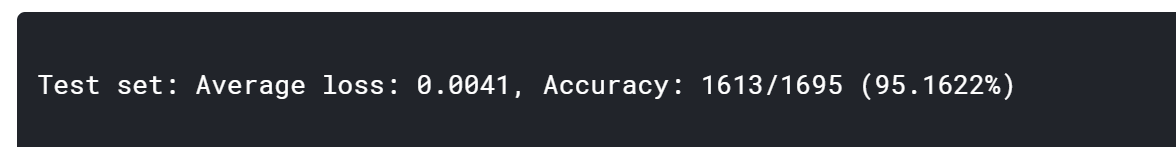 Test set: Average loss: 0.0041, Accuracy: 1613/1695 (95.1622%)